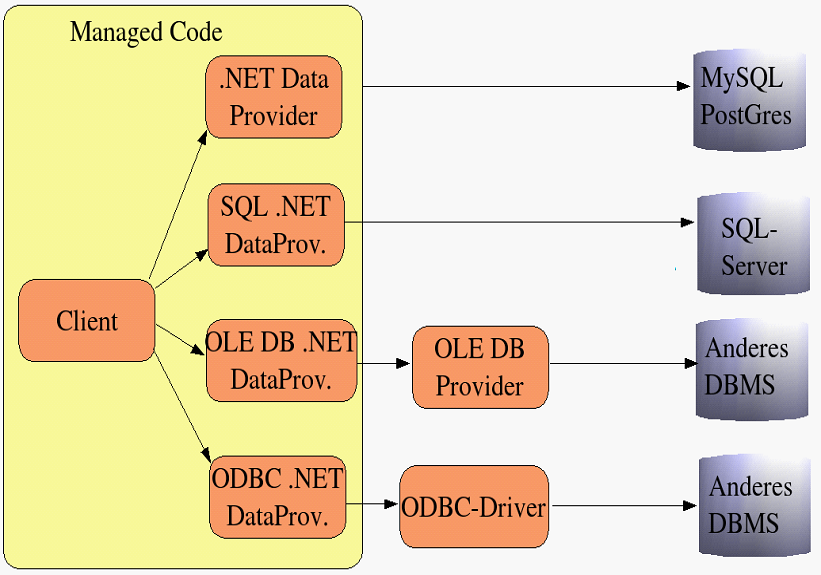 Managed Code
.NET Data
Provider
MySQL
PostGres
SQL .NET
DataProv.
SQL-
Server
Client
OLE DB .NET
DataProv.
OLE DB
Provider
Anderes
DBMS
ODBC .NET
DataProv.
ODBC-Driver
Anderes
DBMS